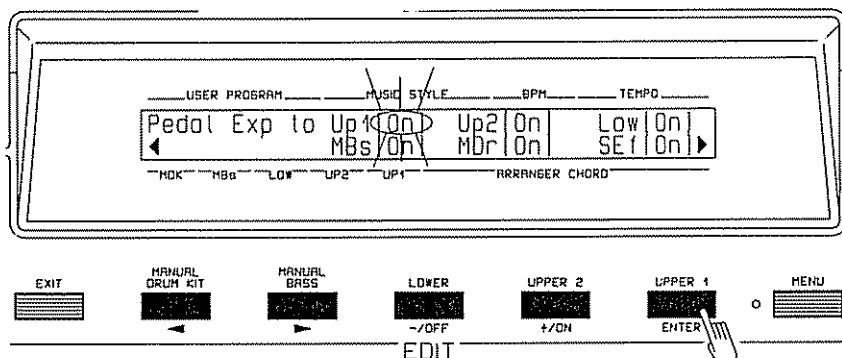 USER PROGRAM MUSIC STYLE BPM TEMPO
Pedal Exp to Up1|On| Up2|On| Low|On|
◄ MBs|On| MDr|On| SEf|On|►
MDK MBa LOW UP2 UP1 ARRANGER CHORD
EXIT MANUAL DRUM KIT MANUAL BASS LOWER UPPER 2 UPPER 1 MENU
◄ ► -/OFF +/ON ENTER
EDIT